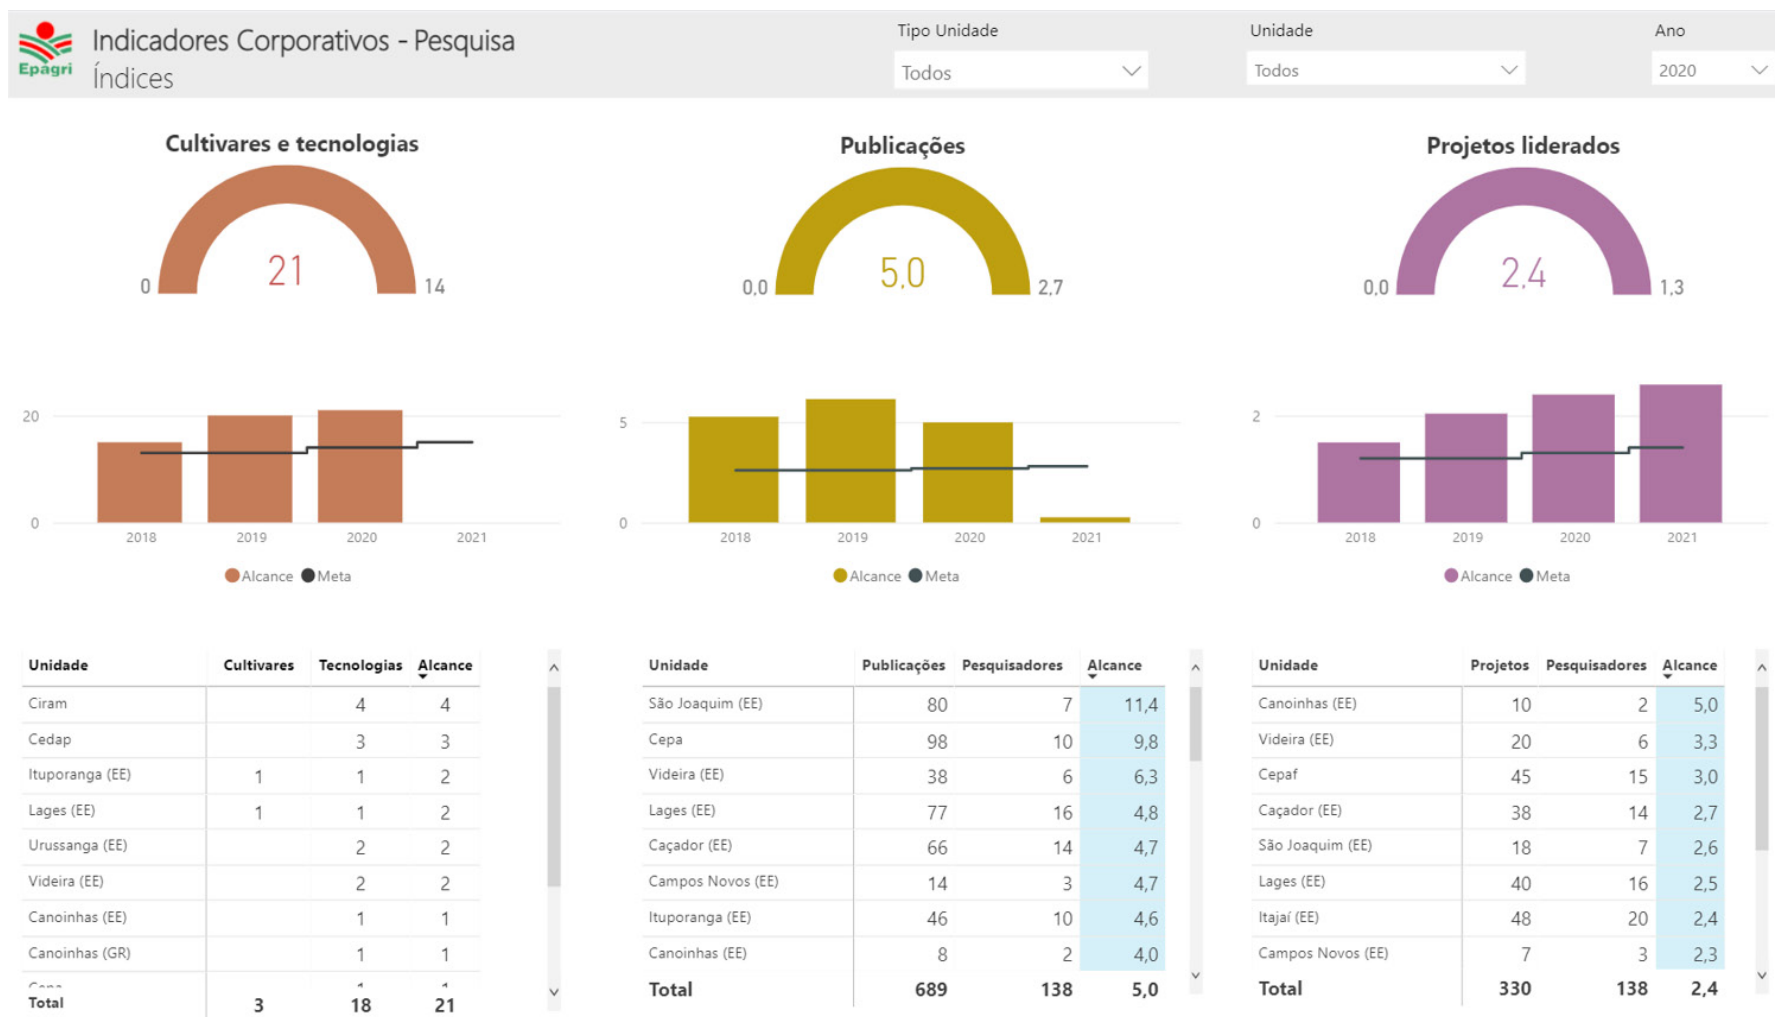 Epagri
Indicadores Corporativos - Pesquisa
Índices
Tipo Unidade
Todos
Unidade
Todos
Ano
2020
Cultivares e tecnologias
21
0
14
Publicações
5,0
0,0
2,7
Projetos liderados
2,4
0,0
1,3
20
0
2018 2019 2020 2021
Alcance Meta
5
0
2018 2019 2020 2021
Alcance Meta
2
0
2018 2019 2020 2021
Alcance Meta
Unidade Cultivares Tecnologias Alcance
Ciram 4 4
Cedap 3 3
Ituporanga (EE) 1 1 2
Lages (EE) 1 1 2
Urussanga (EE) 2 2
Videira (EE) 2 2
Canoinhas (EE) 1 1
Canoinhas (GR) 1 1
Cepa 1 1
Total 3 18 21
Unidade Publicações Pesquisadores Alcance
São Joaquim (EE) 80 7 11,4
Cepa 98 10 9,8
Videira (EE) 38 6 6,3
Lages (EE) 77 16 4,8
Caçador (EE) 66 14 4,7
Campos Novos (EE) 14 3 4,7
Ituporanga (EE) 46 10 4,6
Canoinhas (EE) 8 2 4,0
Total 689 138 5,0
Unidade Projetos Pesquisadores Alcance
Canoinhas (EE) 10 2 5,0
Videira (EE) 20 6 3,3
Cepaf 45 15 3,0
Caçador (EE) 38 14 2,7
São Joaquim (EE) 18 7 2,6
Lages (EE) 40 16 2,5
Itajaí (EE) 48 20 2,4
Campos Novos (EE) 7 3 2,3
Total 330 138 2,4